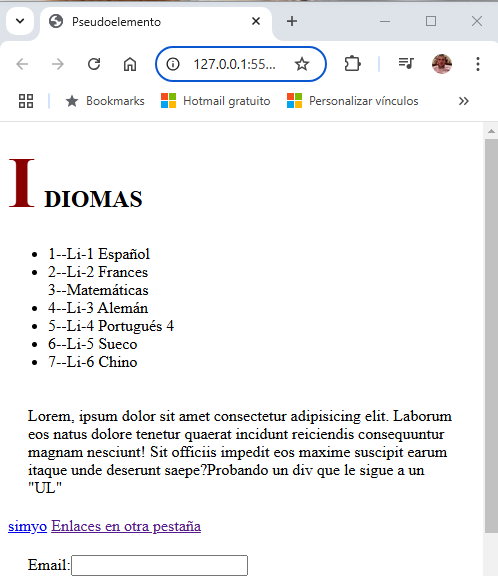 Pseudoelemento
127.0.0.1:55...
Bookmarks Hotmail gratuito Personalizar vínculos
I DIOMAS
1--Li-1 Español
2--Li-2 Frances
3--Matemáticas
4--Li-3 Alemán
5--Li-4 Portugués 4
6--Li-5 Sueco
7--Li-6 Chino
Lorem, ipsum dolor sit amet consectetur adipisicing elit. Laborum
eos natus dolore tenetur quaerat incidunt reiciendis consequuntur
magnam nesciunt! Sit officiis impedit eos maxime suscipit earum
itaque unde deserunt saepe?Probando un div que le sigue a un
"UL"
simyo Enlaces en otra pestaña
Email: